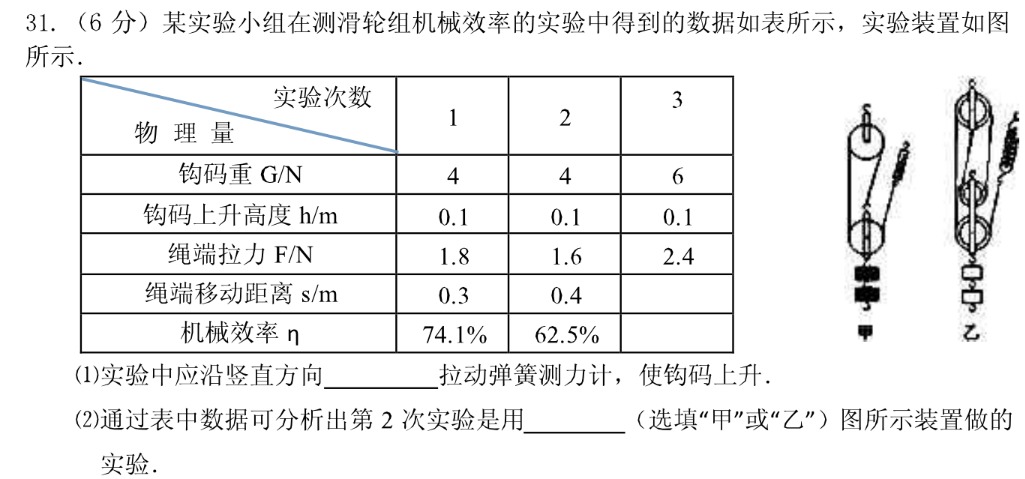 31.（6 分）某实验小组在测滑轮组机械效率的实验中得到的数据如表所示，实验装置如图
所示.
实验次数
物 理 量
1 2 3
钩码重 G/N 4 4 6
钩码上升高度 h/m 0.1 0.1 0.1
绳端拉力 F/N 1.8 1.6 2.4
绳端移动距离 s/m 0.3 0.4
机械效率 η 74.1% 62.5%
甲 乙
⑴实验中应沿竖直方向_________拉动弹簧测力计，使钩码上升.
⑵通过表中数据可分析出第 2 次实验是用________（选填“甲”或“乙”）图所示装置做的
实验.